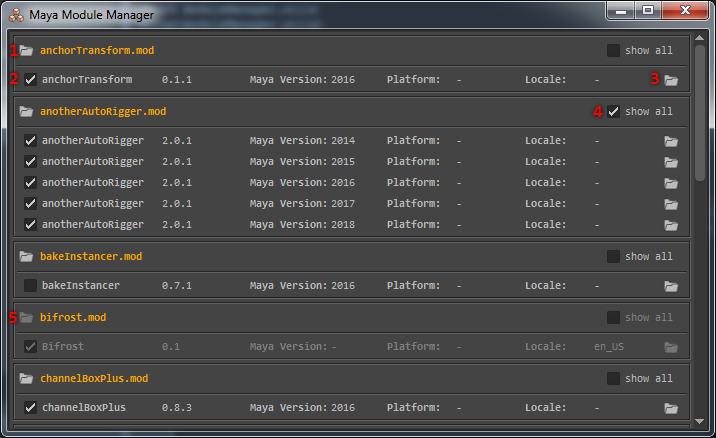 Maya Module Manager
1 anchorTransform.mod show all
2 anchorTransform 0.1.1 Maya Version: 2016 Platform: - Locale: - 3
anotherAutoRigger.mod 4 show all
anotherAutoRigger 2.0.1 Maya Version: 2014 Platform: - Locale: -
anotherAutoRigger 2.0.1 Maya Version: 2015 Platform: - Locale: -
anotherAutoRigger 2.0.1 Maya Version: 2016 Platform: - Locale: -
anotherAutoRigger 2.0.1 Maya Version: 2017 Platform: - Locale: -
anotherAutoRigger 2.0.1 Maya Version: 2018 Platform: - Locale: -
bakeInstancer.mod show all
bakeInstancer 0.7.1 Maya Version: 2016 Platform: - Locale: -
5 bifrost.mod show all
Bifrost 0.1 Maya Version: - Platform: - Locale: en_US
channelBoxPlus.mod show all
channelBoxPlus 0.8.3 Maya Version: 2016 Platform: - Locale: -